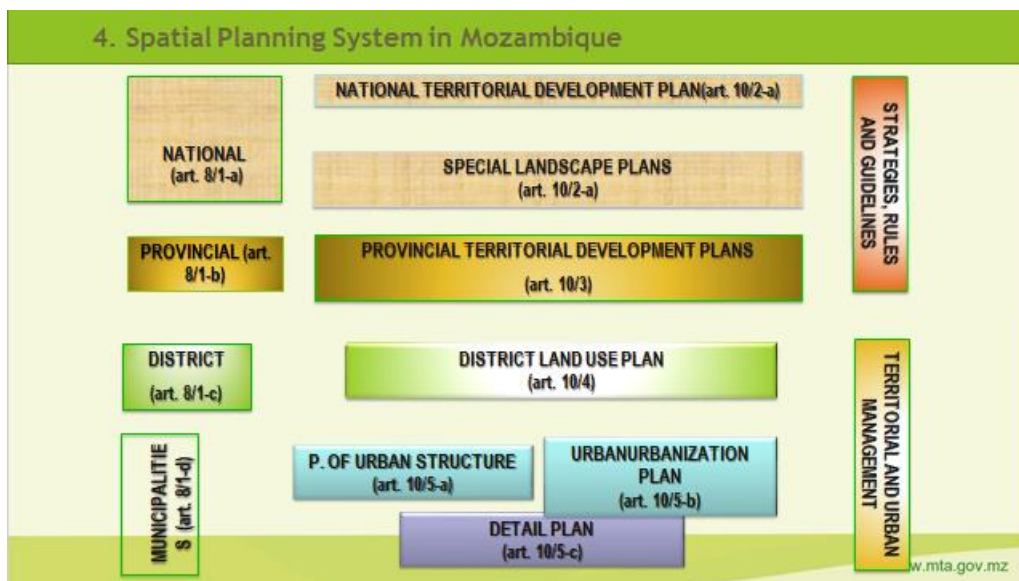 4. Spatial Planning System in Mozambique
NATIONAL
(art. 8/1-a)
NATIONAL TERRITORIAL DEVELOPMENT PLAN(art. 10/2-a)
SPECIAL LANDSCAPE PLANS
(art. 10/2-a)
STRATEGIES, RULES
AND GUIDELINES
PROVINCIAL (art.
8/1-b)
PROVINCIAL TERRITORIAL DEVELOPMENT PLANS
(art. 10/3)
DISTRICT
(art. 8/1-c)
DISTRICT LAND USE PLAN
(art. 10/4)
TERRITORIAL AND URBAN
MANAGEMENT
MUNICIPALITIE
S (art. 8/1-d)
P. OF URBAN STRUCTURE
(art. 10/5-a)
URBANURBANIZATION
PLAN
(art. 10/5-b)
DETAIL PLAN
(art. 10/5-c)
w.mta.gov.mz